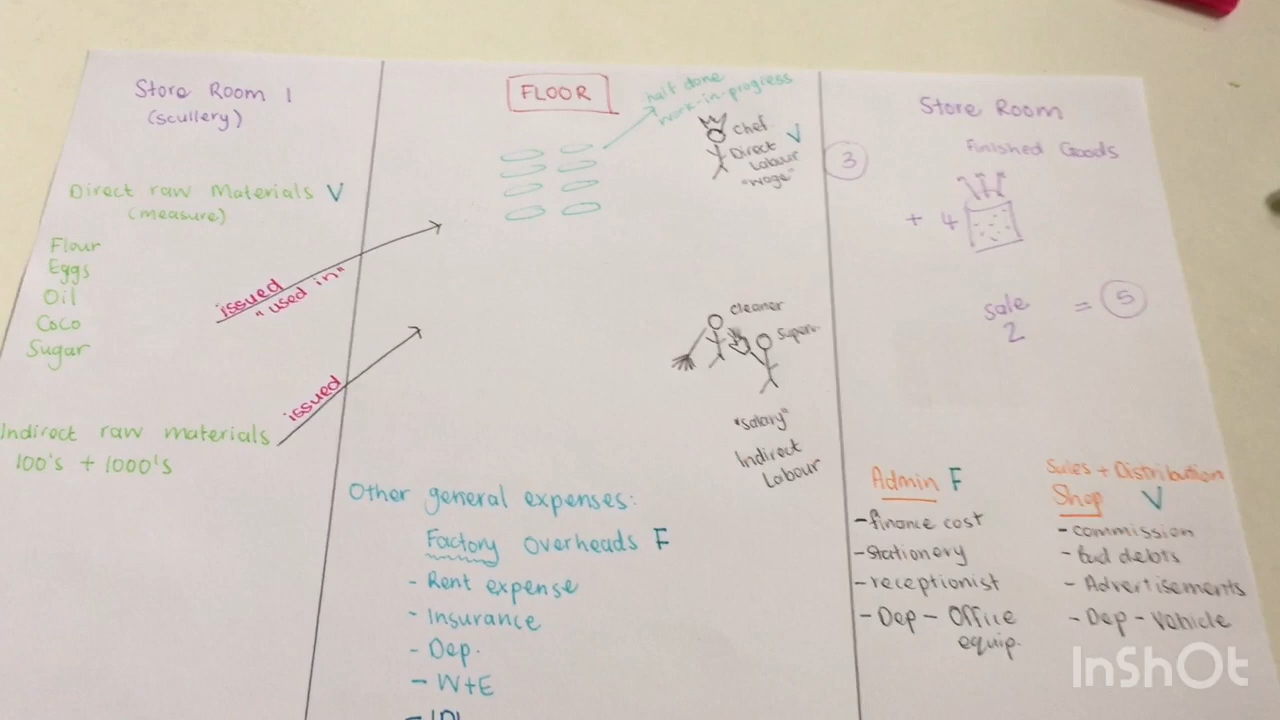 Store Room 1
(scullery)
Direct raw Materials V
(measure)
Flour
Eggs
Oil
Coco
Sugar
issued
"used in"
Indirect raw materials
100's + 1000's
issued
FLOOR
half done
work-in-progress
chef
Direct V
Labour
"wage"
cleaner
Superv.
"salary"
Indirect
Labour
Other general expenses:
Factory overheads F
- Rent expense
- Insurance
- Dep.
- W+E
- IDL
3
Store Room
Finished Goods
+ 4
sale = 5
2
Admin F
- finance cost
- stationery
- receptionist
- Dep - Office
equip.
Sales + Distribution
Shop V
- commission
- bad debts
- Advertisements
- Dep - Vehicle
InShOt